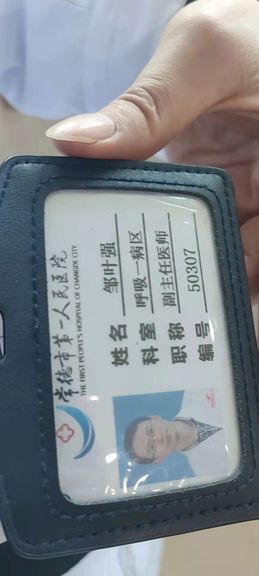 常德市第一人民医院
THE FIRST PEOPLE'S HOSPITAL OF CHANGDE CITY
姓名 邹叶强
科室 呼吸一病区
职称 副主任医师
编号 50307